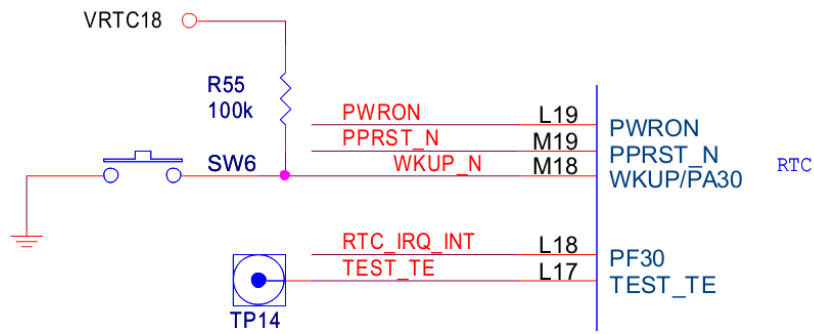 VRTC18
R55
100k
PWRON L19 PWRON
PPRST_N M19 PPRST_N
SW6 WKUP_N M18 WKUP/PA30 RTC
RTC_IRQ_INT L18 PF30
TEST_TE L17 TEST_TE
TP14